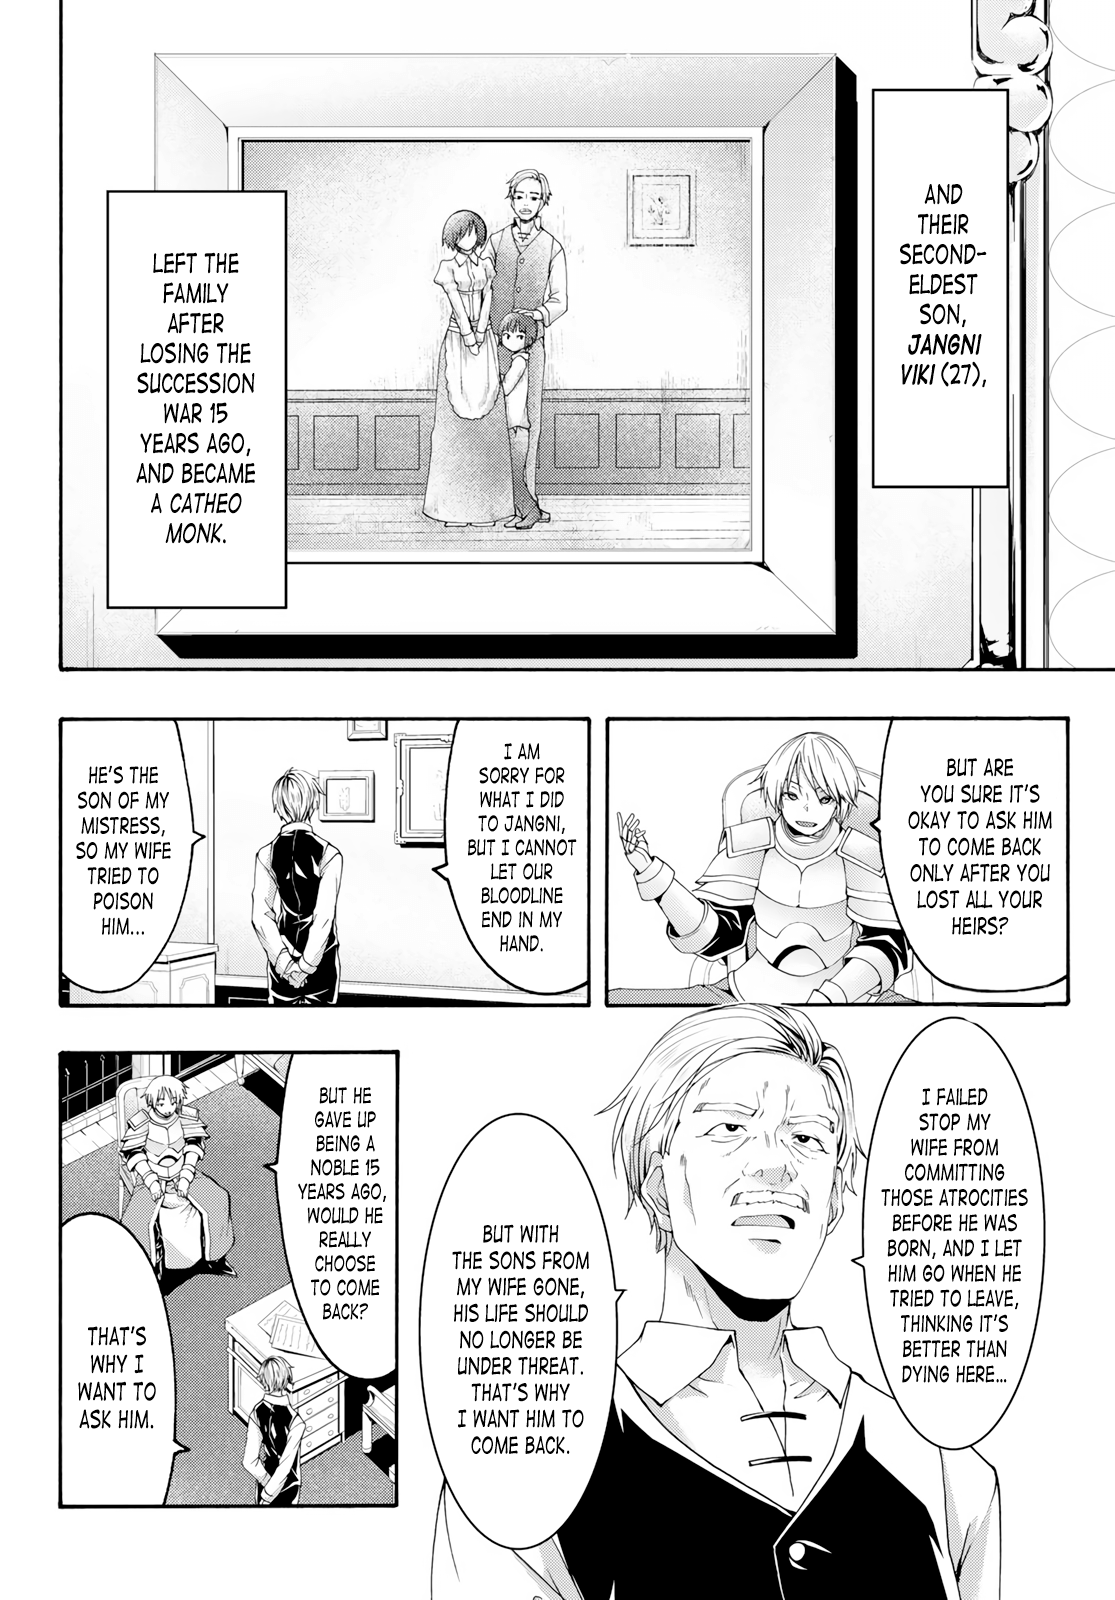 AND
THEIR
SECOND-
ELDEST
SON,
JANGNI
VIKI (27),
LEFT THE
FAMILY
AFTER
LOSING THE
SUCCESSION
WAR 15
YEARS AGO,
AND BECAME
A CATHEO
MONK.
BUT ARE
YOU SURE IT'S
OKAY TO ASK HIM
TO COME BACK
ONLY AFTER YOU
LOST ALL YOUR
HEIRS?
I AM
SORRY FOR
WHAT I DID
TO JANGNI,
BUT I CANNOT
LET OUR
BLOODLINE
END IN MY
HAND.
HE'S THE
SON OF MY
MISTRESS,
SO MY WIFE
TRIED TO
POISON
HIM...
I FAILED
STOP MY
WIFE FROM
COMMITTING
THOSE ATROCITIES
BEFORE HE WAS
BORN, AND I LET
HIM GO WHEN HE
TRIED TO LEAVE,
THINKING IT'S
BETTER THAN
DYING HERE...
BUT WITH
THE SONS FROM
MY WIFE GONE,
HIS LIFE SHOULD
NO LONGER BE
UNDER THREAT.
THAT'S WHY
I WANT HIM TO
COME BACK.
BUT HE
GAVE UP
BEING A
NOBLE 15
YEARS AGO,
WOULD HE
REALLY
CHOOSE
TO COME
BACK?
THAT'S
WHY I
WANT TO
ASK HIM.